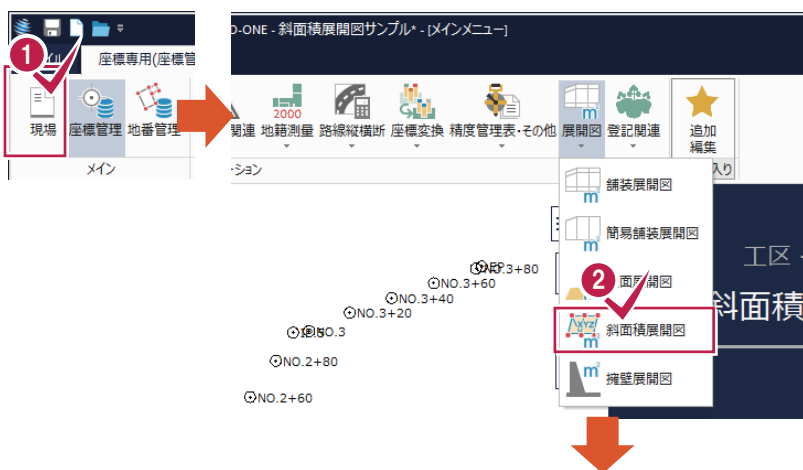 1
座標専用(座標管
現場 座標管理 地番管理
メイン
D-ONE - 斜面積展開図サンプル* - [メインメニュー]
2000
m²
関連 地籍測量 路線縦横断 座標変換 精度管理表・その他 展開図 登記関連 追加編集
ーション
入り
m² 舗装展開図
m² 簡易舗装展開図
2 面展開図
XYZ m² 斜面積展開図
m² 擁壁展開図
工区 -
斜面積
NO.3+80
NO.3+60
NO.3+40
NO.3+20
NO.3
NO.2+80
NO.2+60